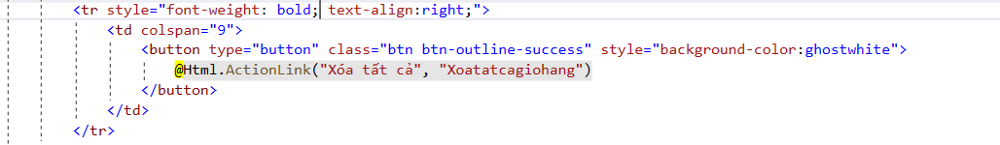 <tr style="font-weight: bold; text-align:right;">
<td colspan="9">
<button type="button" class="btn btn-outline-success" style="background-color:ghostwhite">
@Html.ActionLink("Xóa tất cả", "Xoatatcagiohang")
</button>
</td>
</tr>